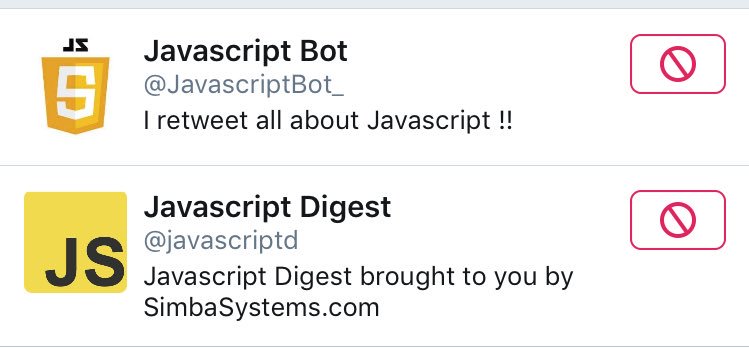 JS
Javascript Bot
@JavascriptBot_
I retweet all about Javascript !!
JS
Javascript Digest
@javascriptd
Javascript Digest brought to you by
SimbaSystems.com